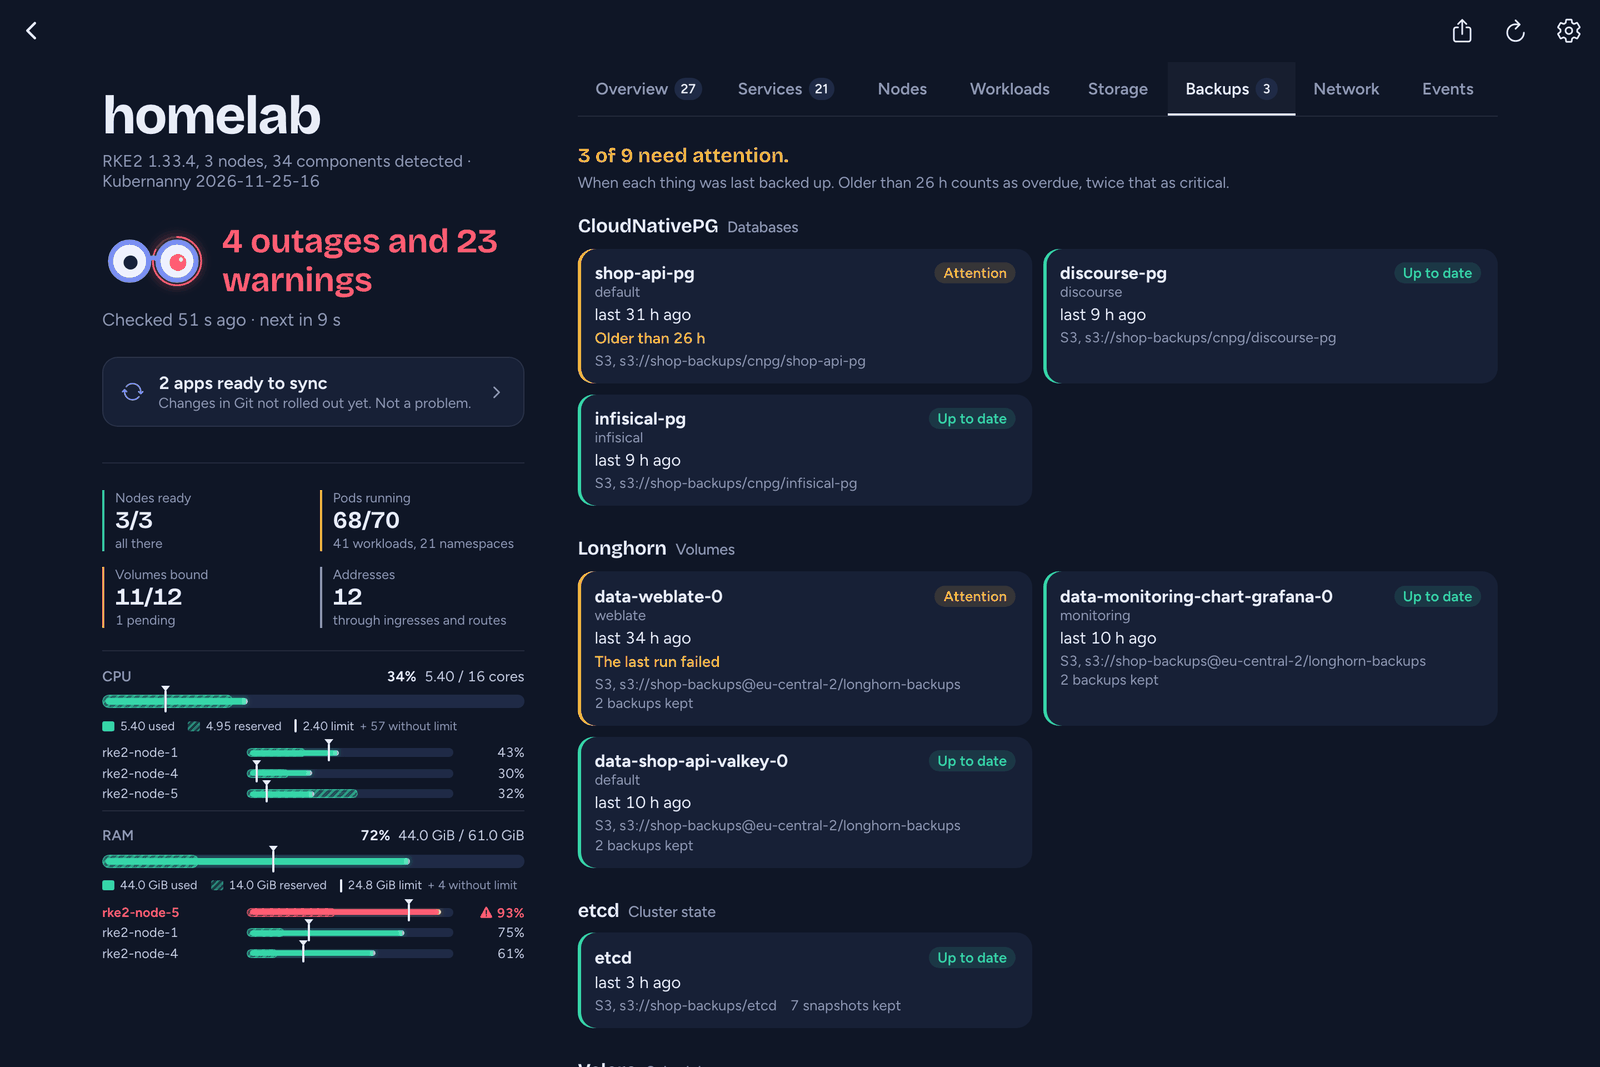 homelab
RKE2 1.33.4, 3 nodes, 34 components detected ·
Kubernanny 2026-11-25-16
4 outages and 23
warnings
Checked 51 s ago · next in 9 s
2 apps ready to sync
Changes in Git not rolled out yet. Not a problem.
Nodes ready
3/3
all there
Pods running
68/70
41 workloads, 21 namespaces
Volumes bound
11/12
1 pending
Addresses
12
through ingresses and routes
CPU 34% 5.40 / 16 cores
5.40 used 4.95 reserved 2.40 limit + 57 without limit
rke2-node-1 43%
rke2-node-4 30%
rke2-node-5 32%
RAM 72% 44.0 GiB / 61.0 GiB
44.0 GiB used 14.0 GiB reserved 24.8 GiB limit + 4 without limit
rke2-node-5 93%
rke2-node-1 75%
rke2-node-4 61%
Overview 27 Services 21 Nodes Workloads Storage Backups 3 Network Events
3 of 9 need attention.
When each thing was last backed up. Older than 26 h counts as overdue, twice that as critical.
CloudNativePG Databases
shop-api-pg Attention
default
last 31 h ago
Older than 26 h
S3, s3://shop-backups/cnpg/shop-api-pg
discourse-pg Up to date
discourse
last 9 h ago
S3, s3://shop-backups/cnpg/discourse-pg
infisical-pg Up to date
infisical
last 9 h ago
S3, s3://shop-backups/cnpg/infisical-pg
Longhorn Volumes
data-weblate-0 Attention
weblate
last 34 h ago
The last run failed
S3, s3://shop-backups@eu-central-2/longhorn-backups
2 backups kept
data-monitoring-chart-grafana-0 Up to date
monitoring
last 10 h ago
S3, s3://shop-backups@eu-central-2/longhorn-backups
2 backups kept
data-shop-api-valkey-0 Up to date
default
last 10 h ago
S3, s3://shop-backups@eu-central-2/longhorn-backups
2 backups kept
etcd Cluster state
etcd Up to date
last 3 h ago
S3, s3://shop-backups/etcd 7 snapshots kept